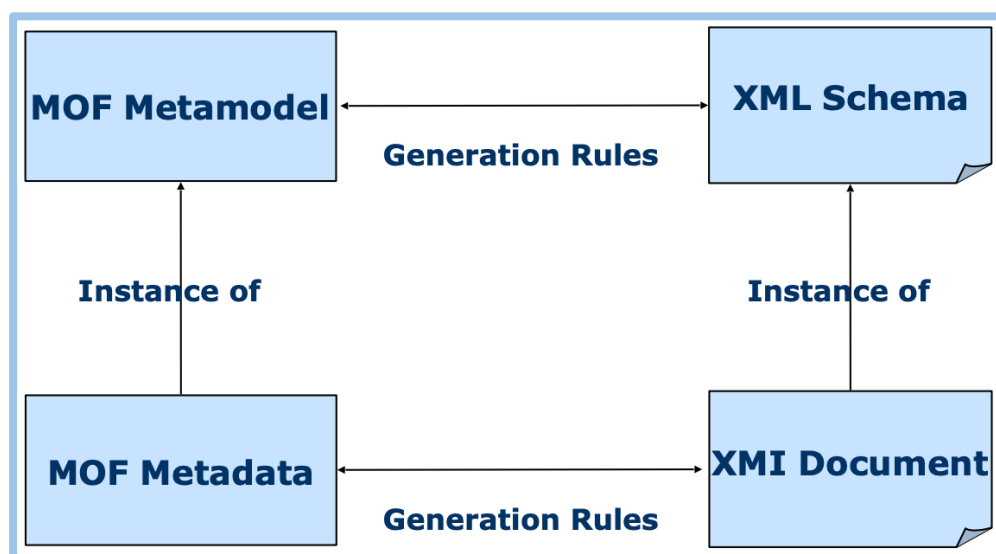 MOF Metamodel
XML Schema
Generation Rules
Instance of
Instance of
MOF Metadata
XMI Document
Generation Rules